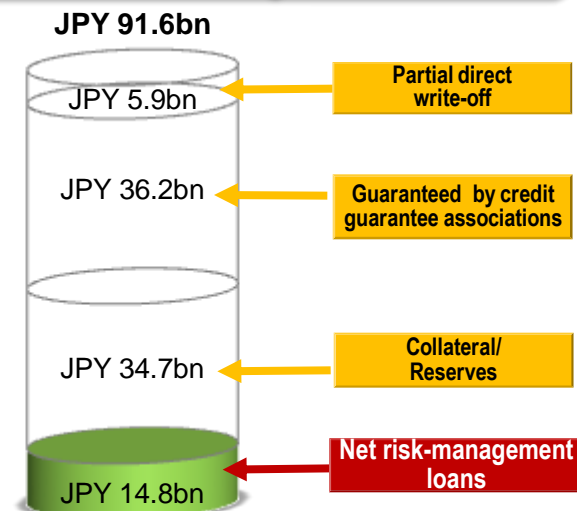 JPY 91.6bn
Partial direct
write-off
JPY 5.9bn
JPY 36.2bn
Guaranteed by credit
guarantee associations
JPY 34.7bn
Collateral/
Reserves
Net risk-management
loans
JPY 14.8bn